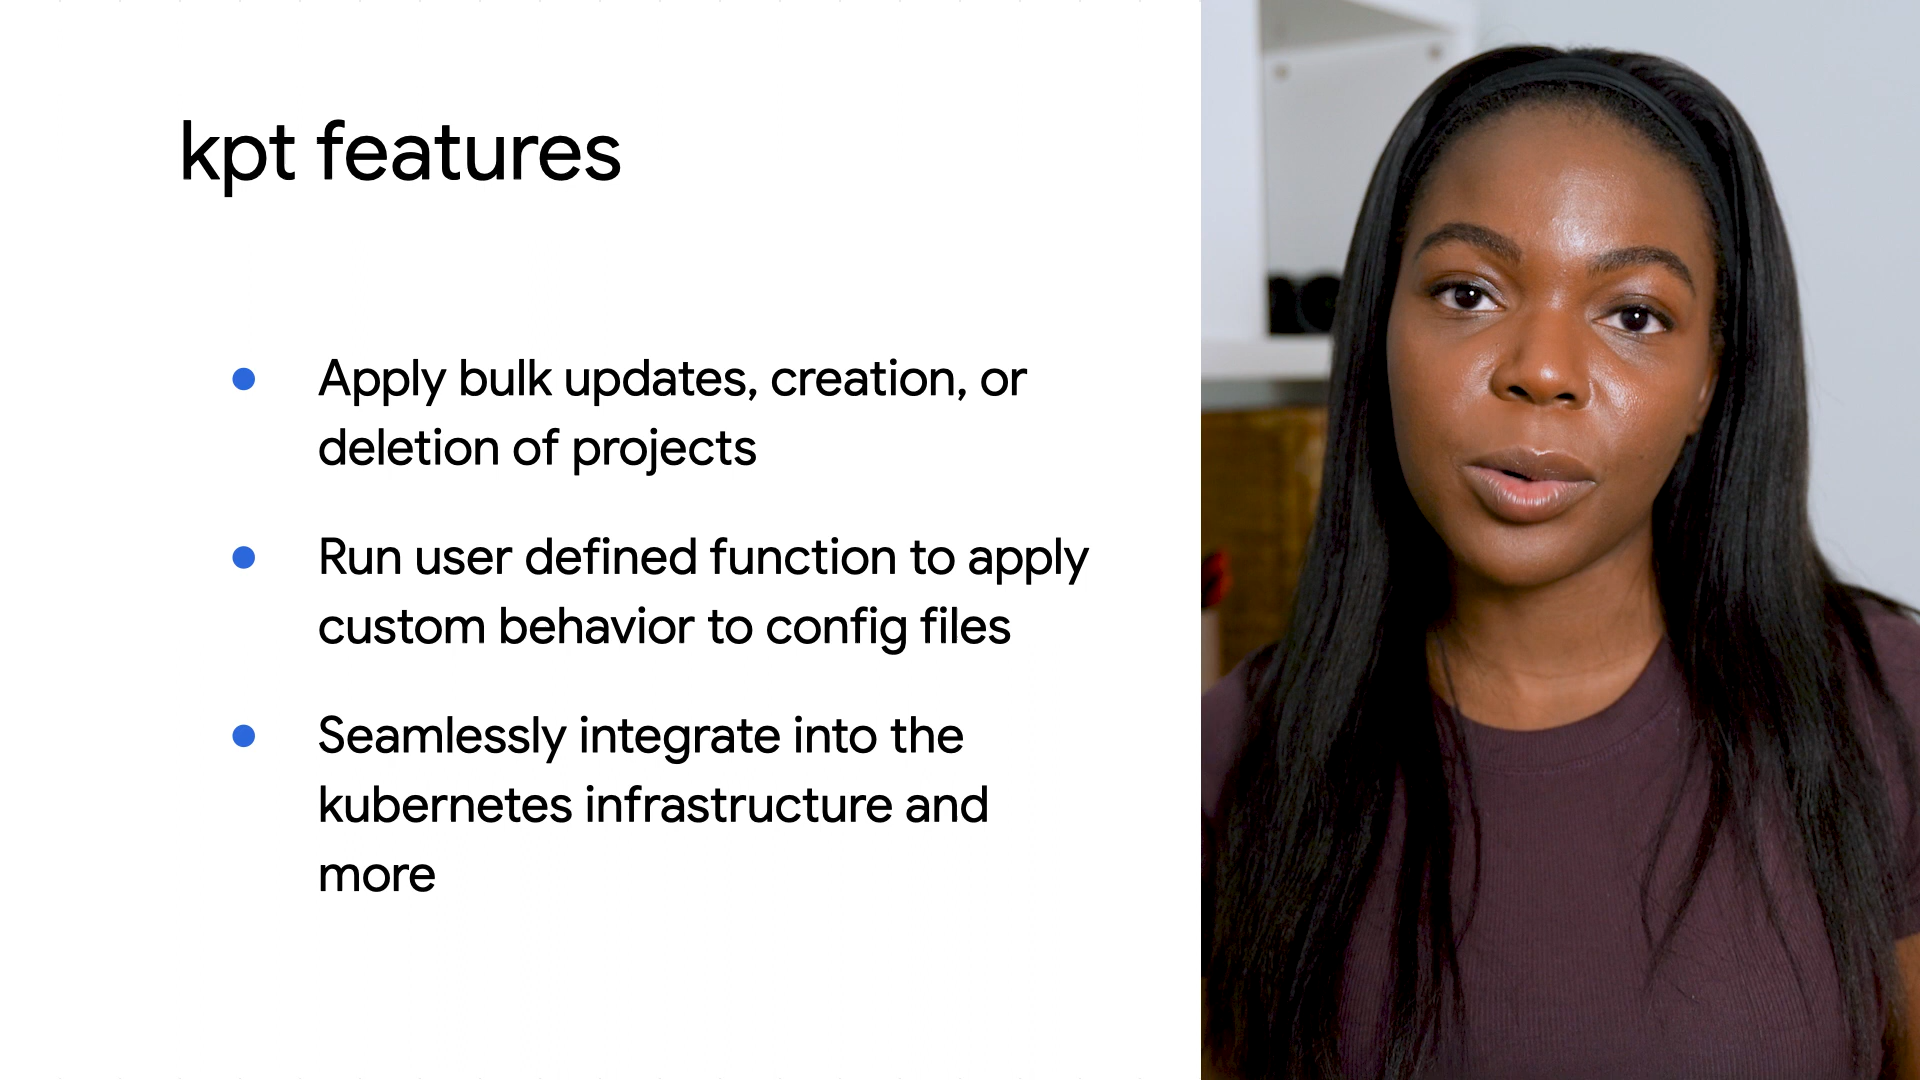 kpt features
Apply bulk updates, creation, or
deletion of projects
Run user defined function to apply
custom behavior to config files
Seamlessly integrate into the
kubernetes infrastructure and
more